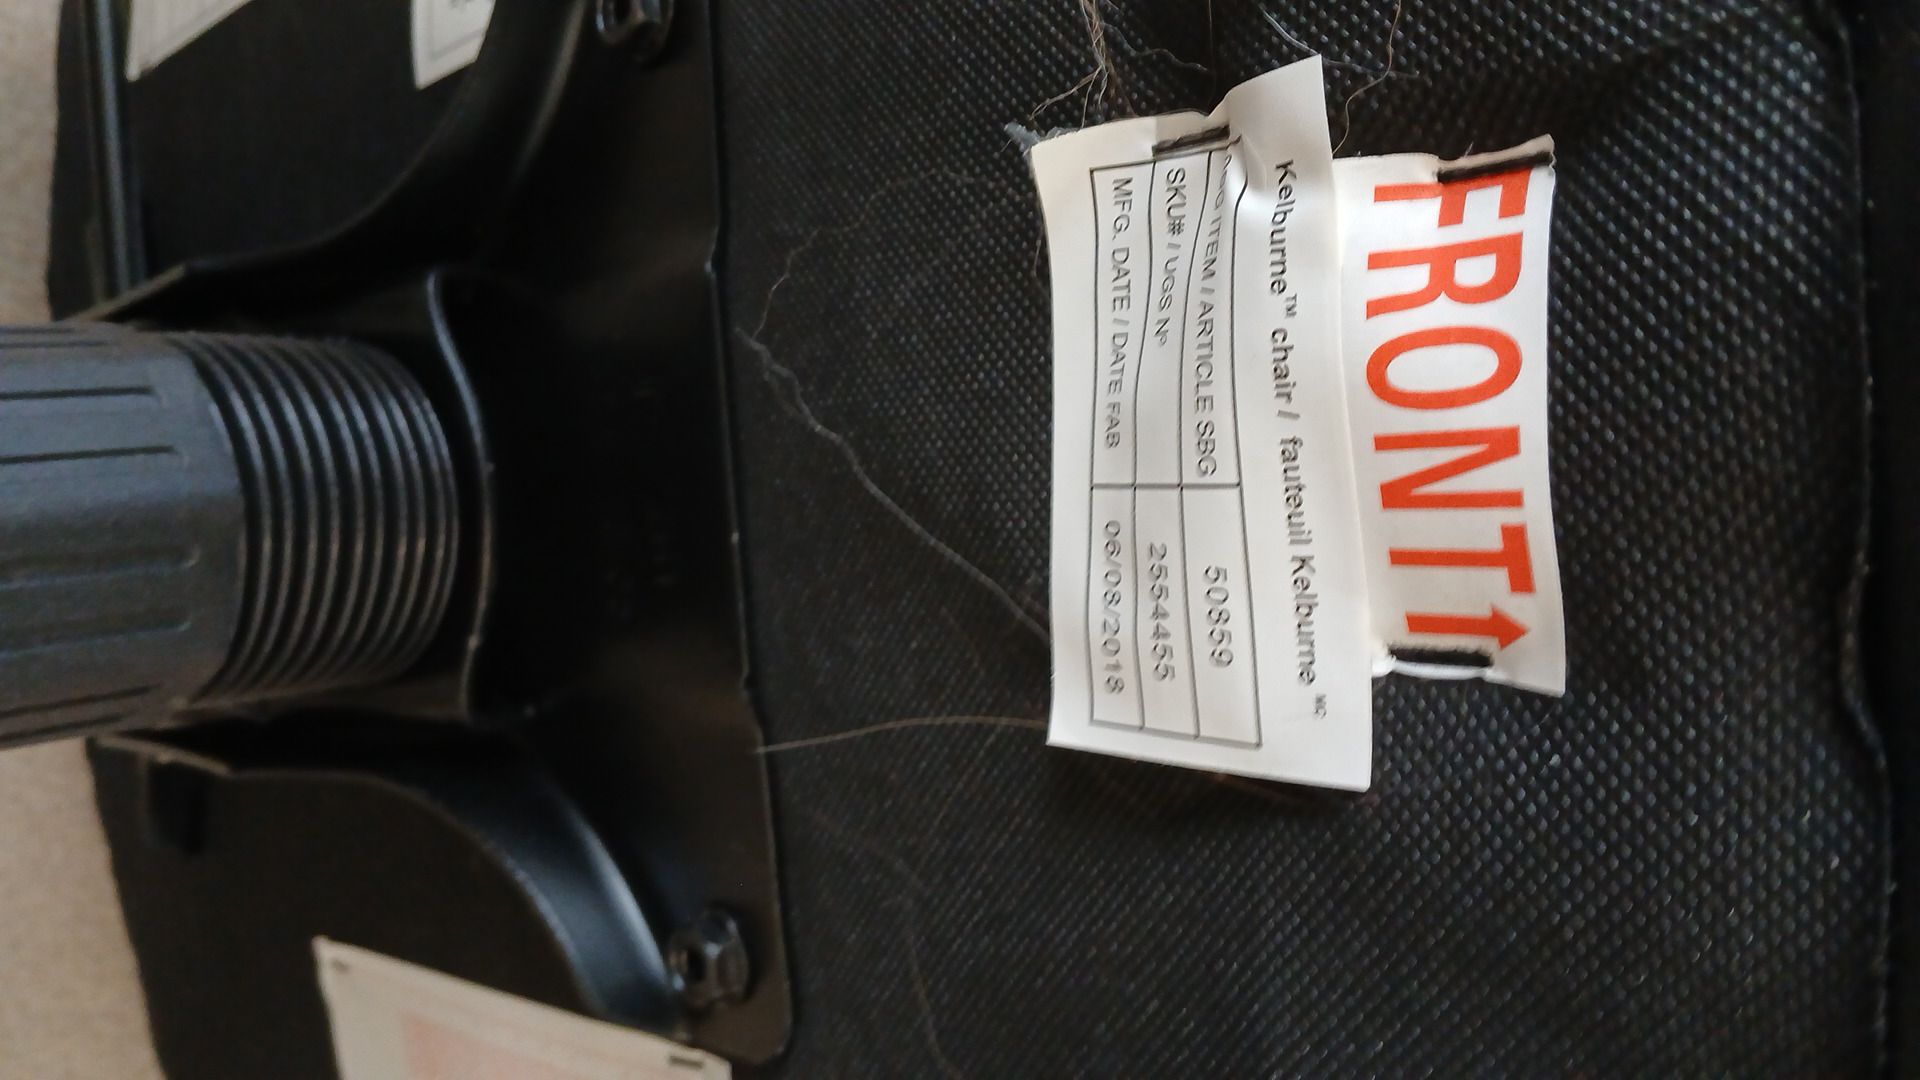 FRONT↑
Kelburne™ chair / fauteuil Kelburne MC
ITEM / ARTICLE SBG 50859
SKU# / UGS Nº 2554455
MFG. DATE / DATE FAB 06/08/2018